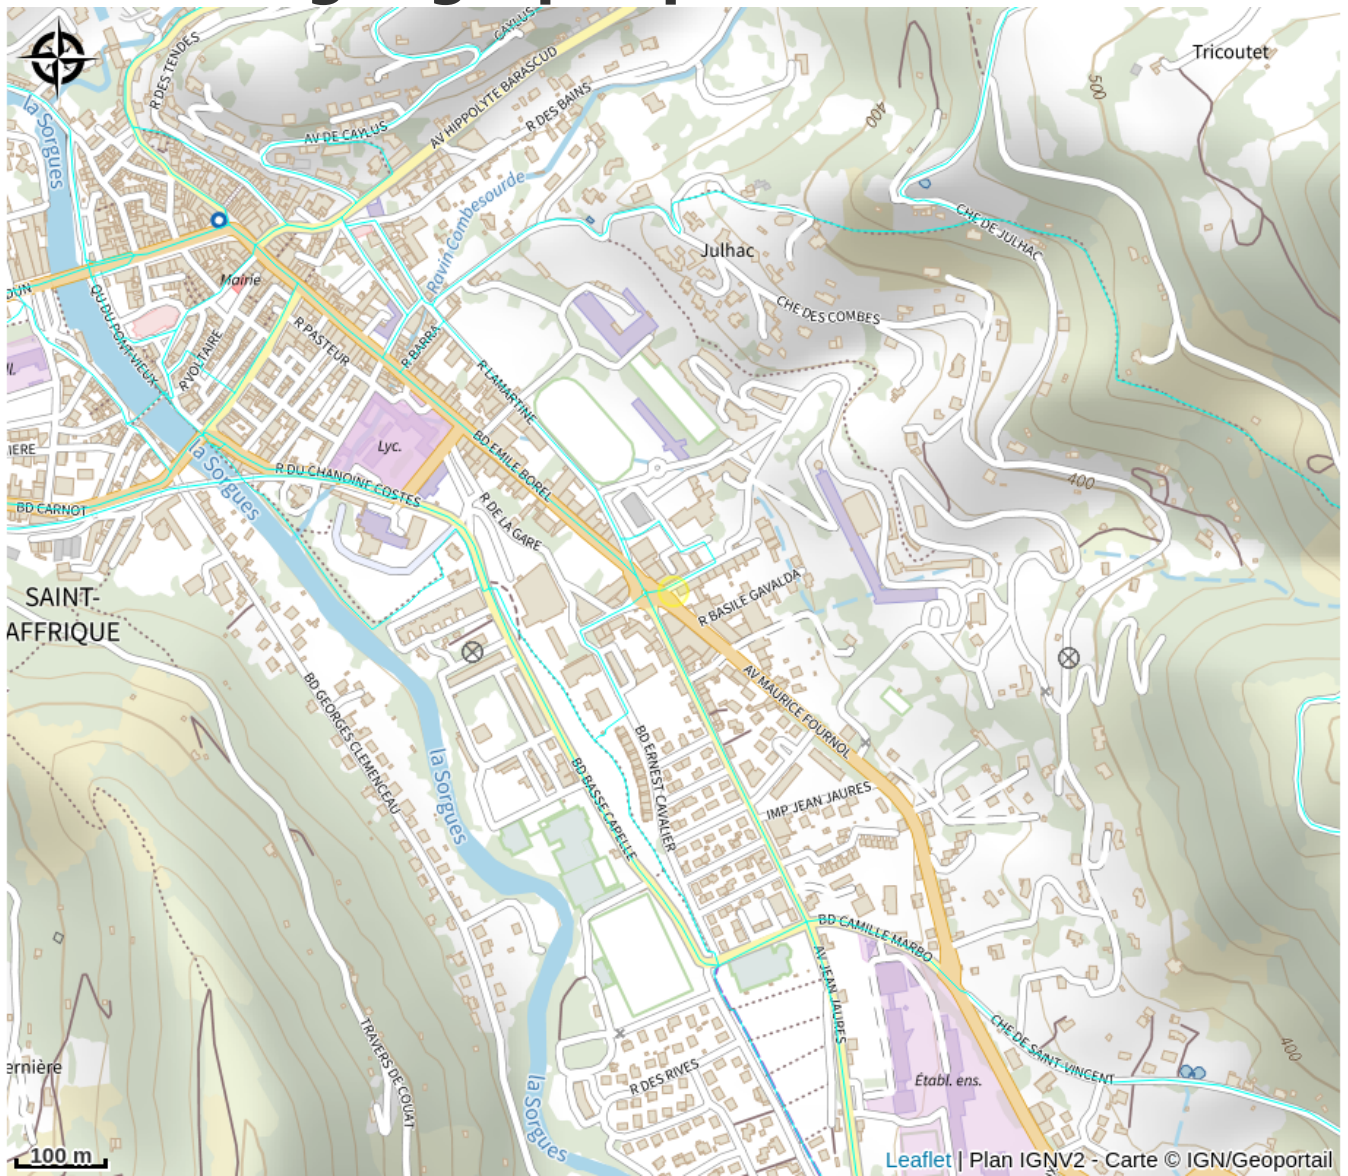 Tricoutet
CAYLUS
R DES TENDES
AV HIPPOLYTE BARASCUD
R DES BAINS
500
400
la Sorgues
AV DE CAYLUS
Ravin Combesourde
CHE DE JULHAC
Julhac
Mairie
DUN
QU DU PONT VIEUX
CHE DES COMBES
R PASTEUR
R BARRA
R VOLTAIRE
R LAMARTINE
Lyc.
BD EMILE BOREL
IERE
la Sorgues
R DU CHANOINE COSTES
400
BD CARNOT
R DE LA GARE
SAINT-
AFFRIQUE
R BASILE GAVALDA
AV MAURICE FOURNOL
BD GEORGES CLEMENCEAU
la Sorgues
BD ERNEST CAVALIER
BD BASSE CAPELLE
IMP JEAN JAURES
BD CAMILLE MARBO
AV JEAN JAURES
TRAVERS DE COUAT
CHE DE SAINT-VINCENT
400
ernière
R DES RIVES
Établ. ens.
la Sorgues
100 m
Leaflet | Plan IGNV2 - Carte © IGN/Geoportail